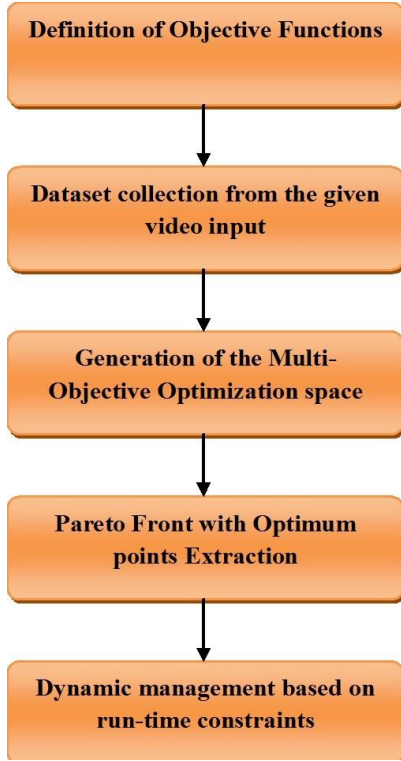 Definition of Objective Functions
Dataset collection from the given
video input
Generation of the Multi-
Objective Optimization space
Pareto Front with Optimum
points Extraction
Dynamic management based on
run-time constraints